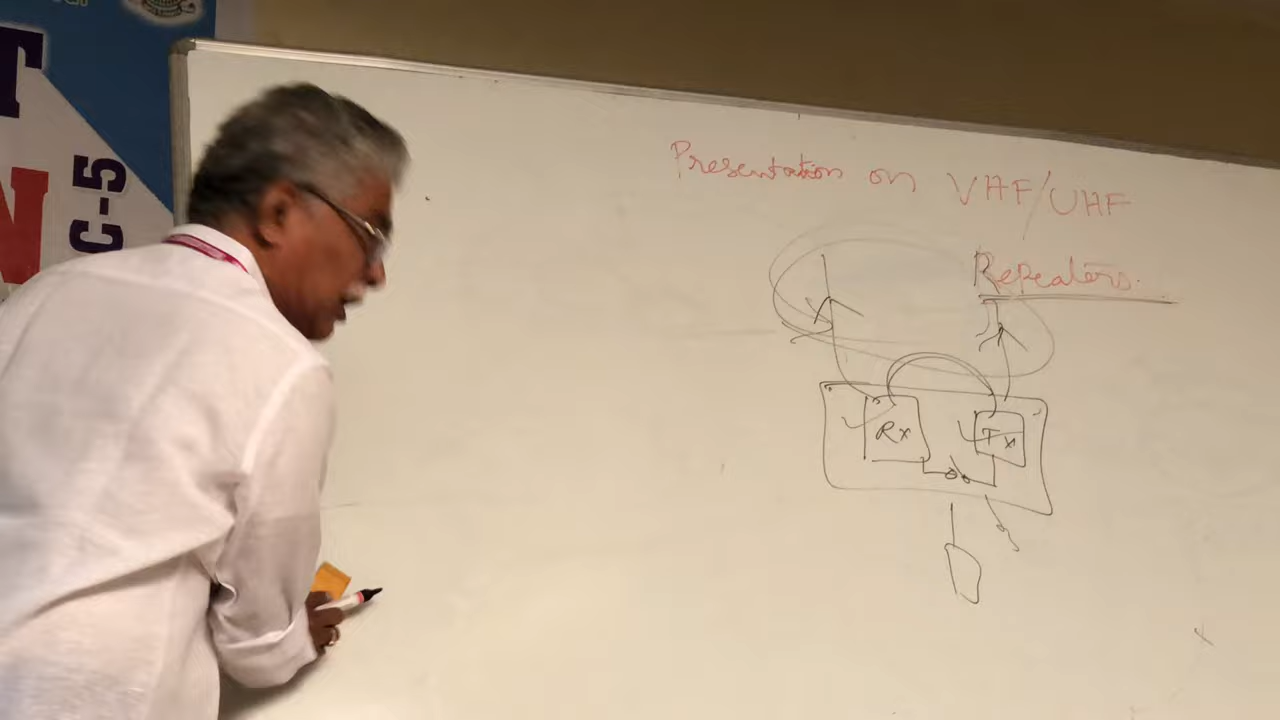 T
N
C-5
Presentation on VHF/UHF
Repeaters.
Rx
Tx